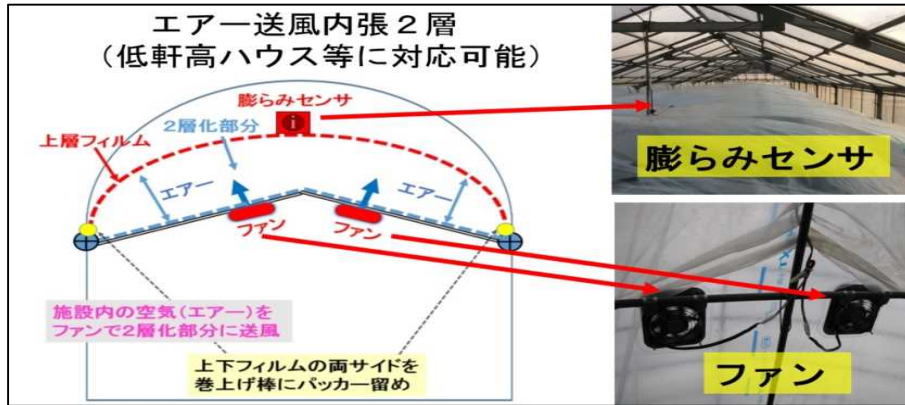 エアー送風内張２層
（低軒高ハウス等に対応可能）
膨らみセンサ
2層化部分
上層フィルム
エアー
エアー
ファン
ファン
施設内の空気（エアー）を
ファンで2層化部分に送風
上下フィルムの両サイドを
巻上げ棒にパッカー留め
膨らみセンサ
ファン